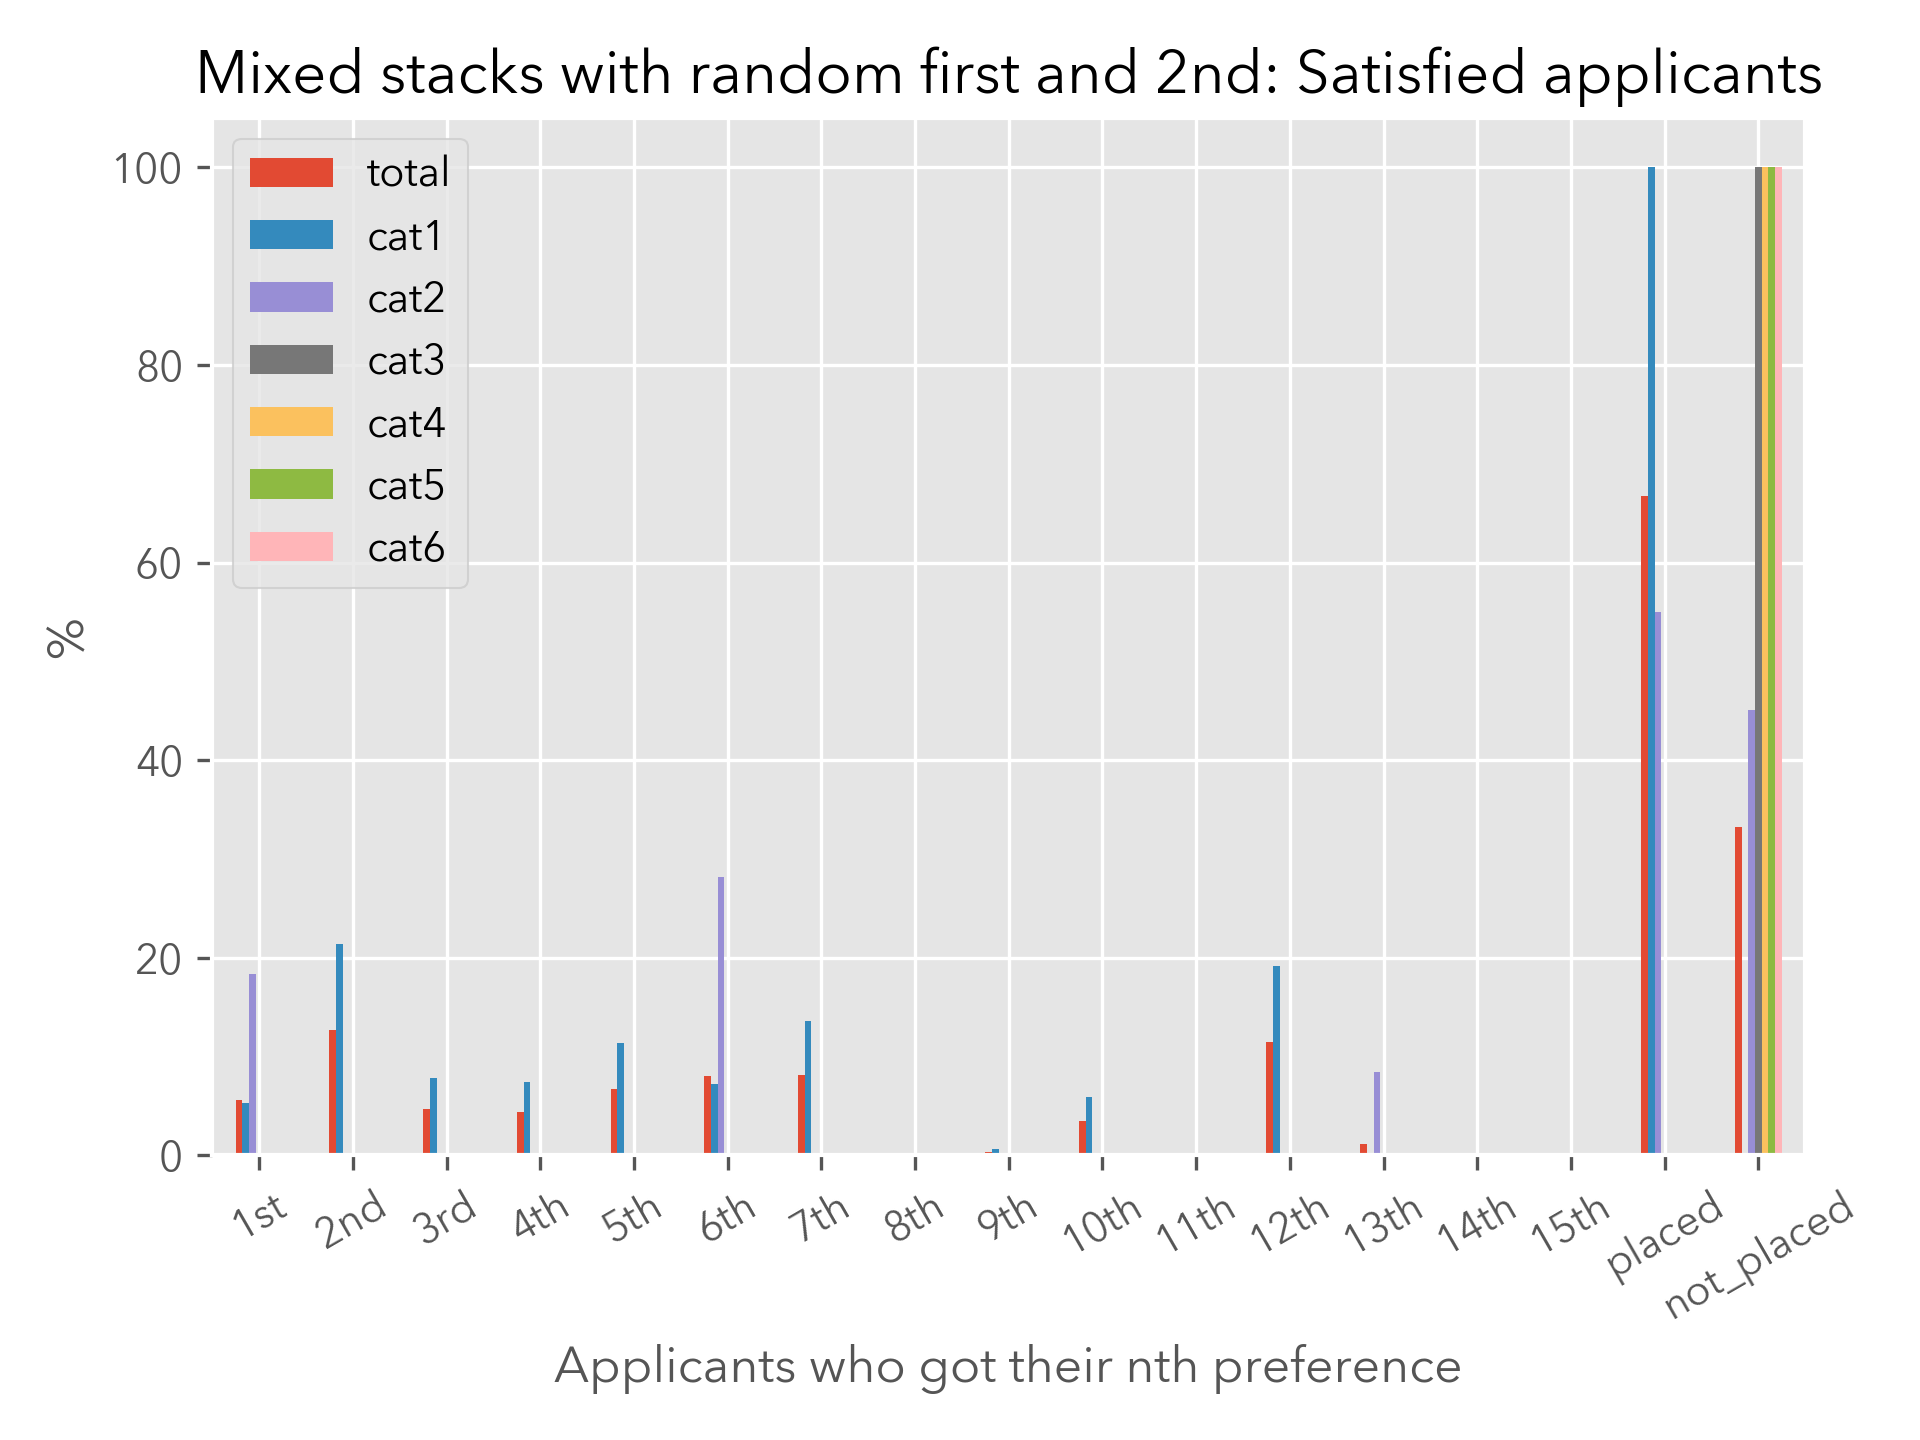 Mixed stacks with random first and 2nd: Satisfied applicants
total
cat1
cat2
cat3
cat4
cat5
cat6
100
80
60
40
20
0
%
1st 2nd 3rd 4th 5th 6th 7th 8th 9th 10th 11th 12th 13th 14th 15th placed not_placed
Applicants who got their nth preference